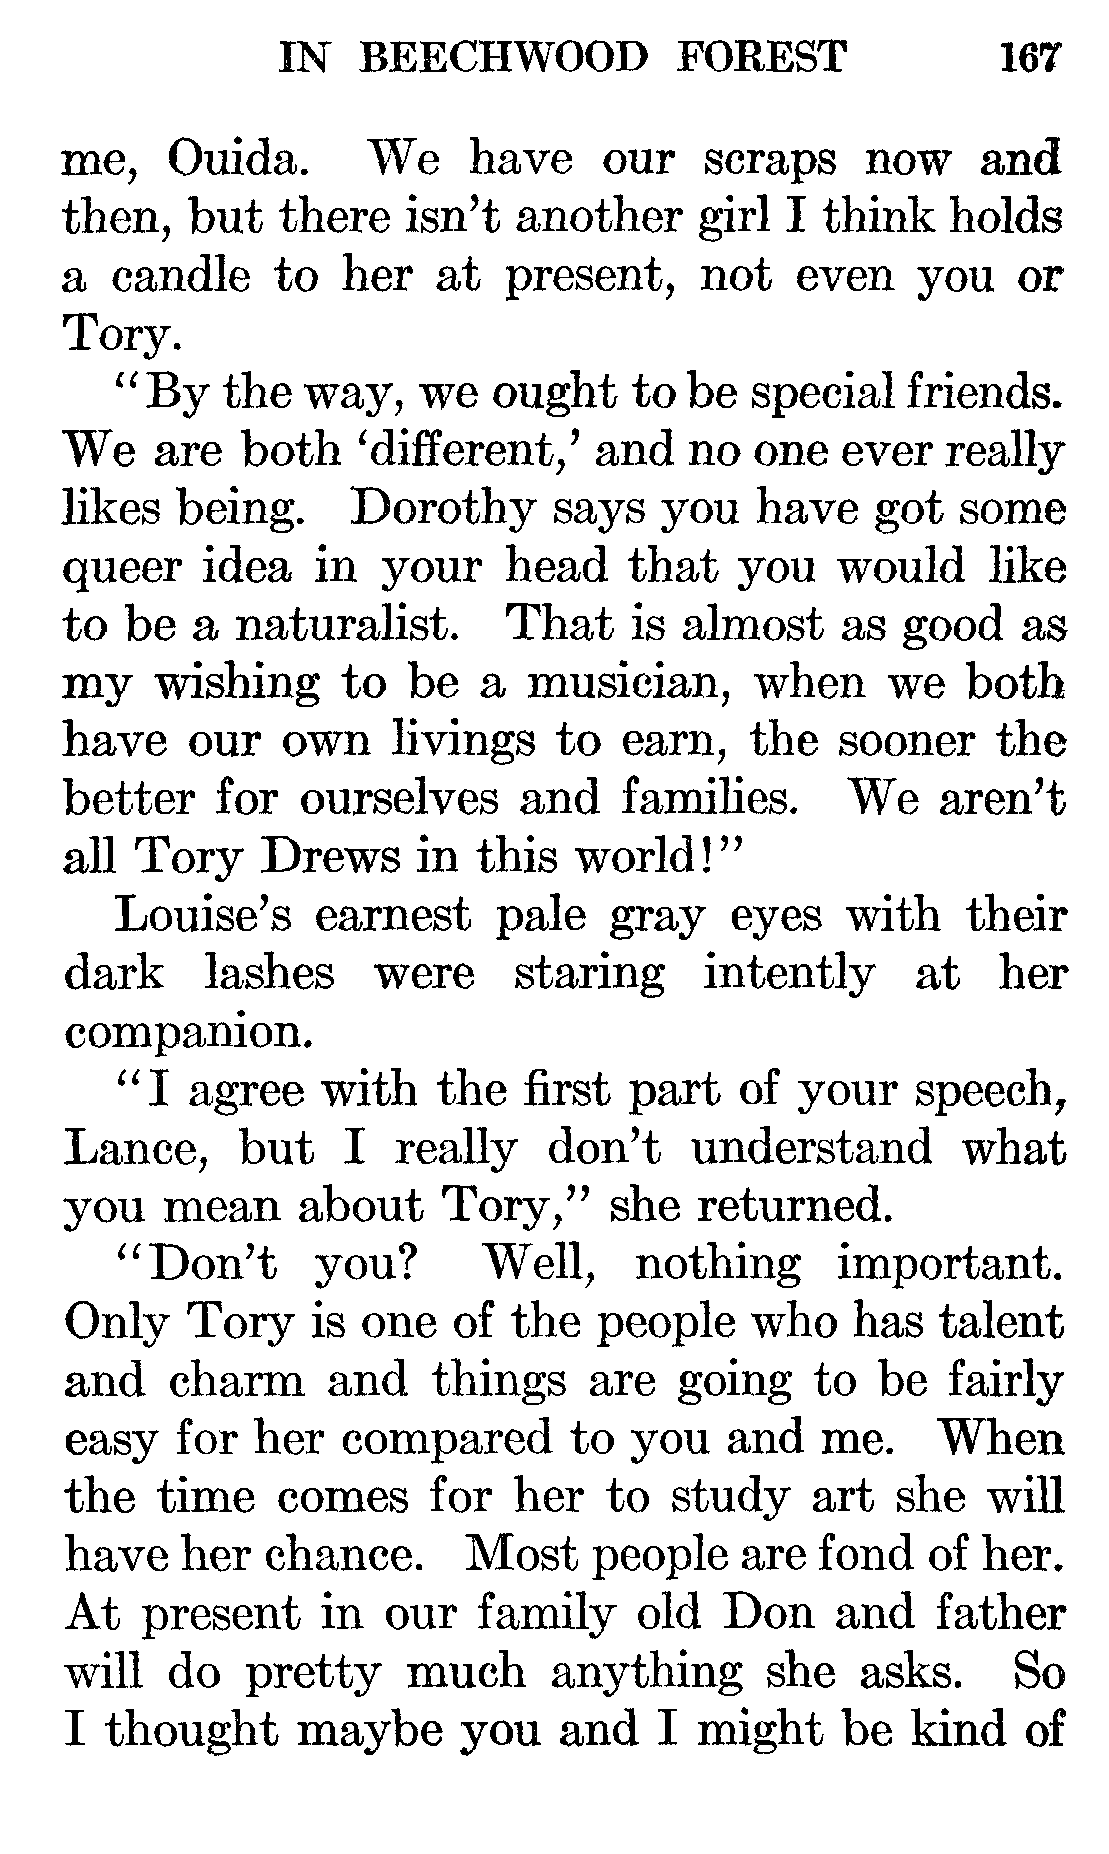 IN BEECHWOOD FOREST 167
me, Ouida. We have our scraps now and
then, but there isn't another girl I think holds
a candle to her at present, not even you or
Tory.
"By the way, we ought to be special friends.
We are both 'different,' and no one ever really
likes being. Dorothy says you have got some
queer idea in your head that you would like
to be a naturalist. That is almost as good as
my wishing to be a musician, when we both
have our own livings to earn, the sooner the
better for ourselves and families. We aren't
all Tory Drews in this world!"
Louise's earnest pale gray eyes with their
dark lashes were staring intently at her
companion.
"I agree with the first part of your speech,
Lance, but I really don't understand what
you mean about Tory," she returned.
"Don't you? Well, nothing important.
Only Tory is one of the people who has talent
and charm and things are going to be fairly
easy for her compared to you and me. When
the time comes for her to study art she will
have her chance. Most people are fond of her.
At present in our family old Don and father
will do pretty much anything she asks. So
I thought maybe you and I might be kind of